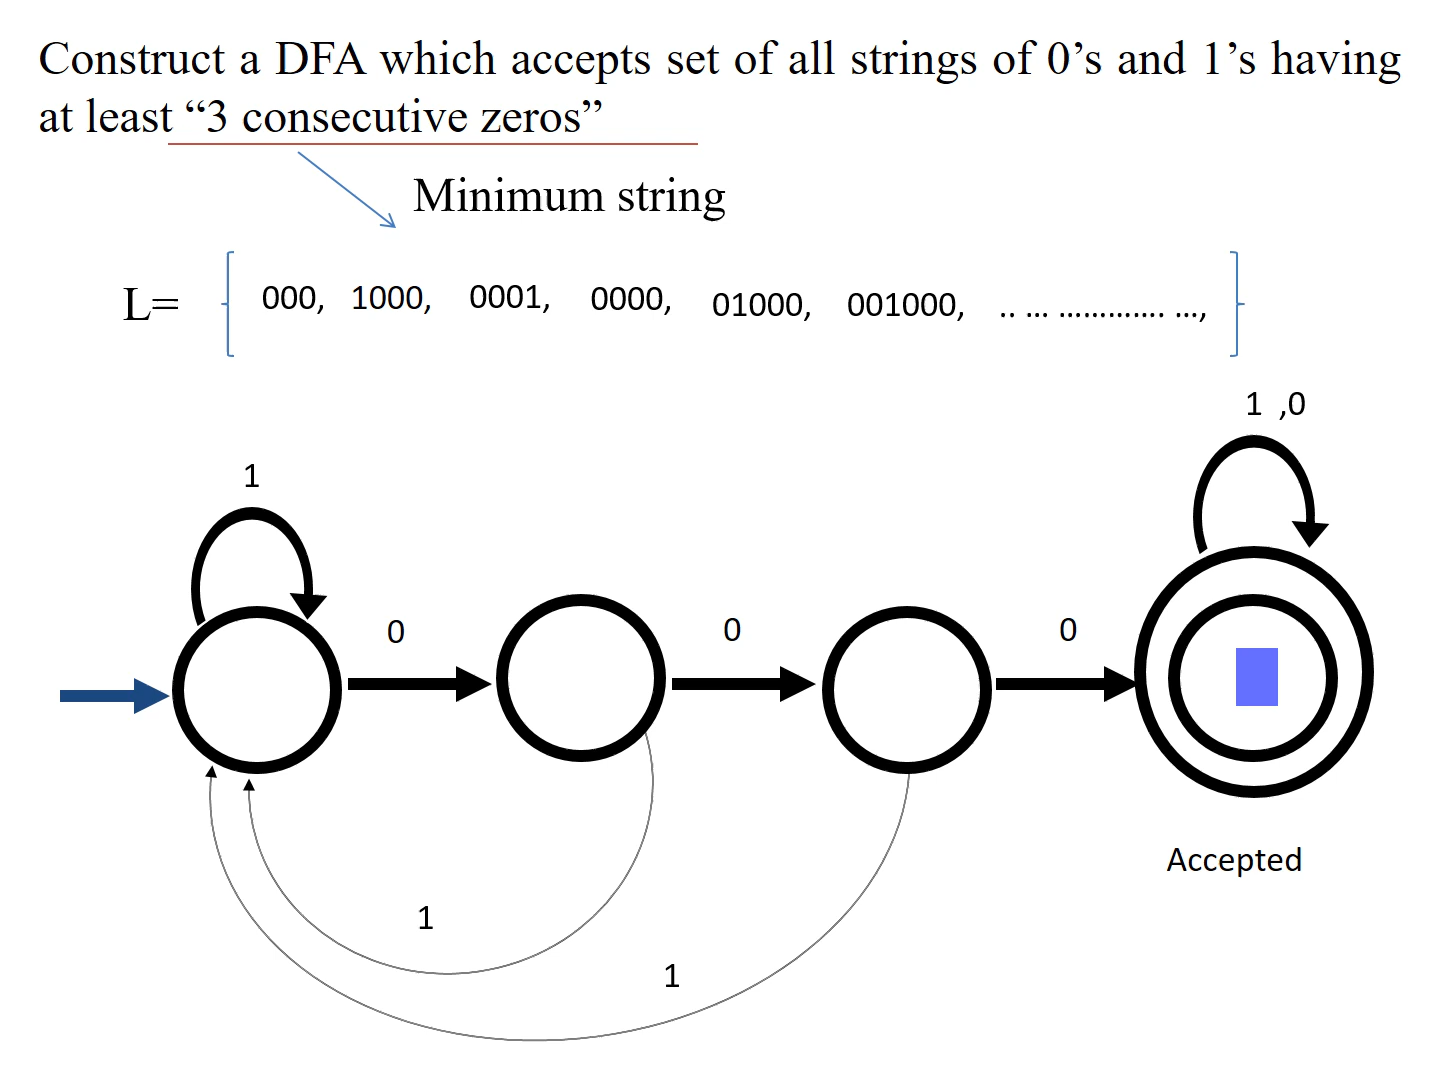 Construct a DFA which accepts set of all strings of 0’s and 1’s having
at least “3 consecutive zeros”
Minimum string
L= 000, 1000, 0001, 0000, 01000, 001000, .. … …………. …,
1 ,0
1
0 0 0
Accepted
1
1